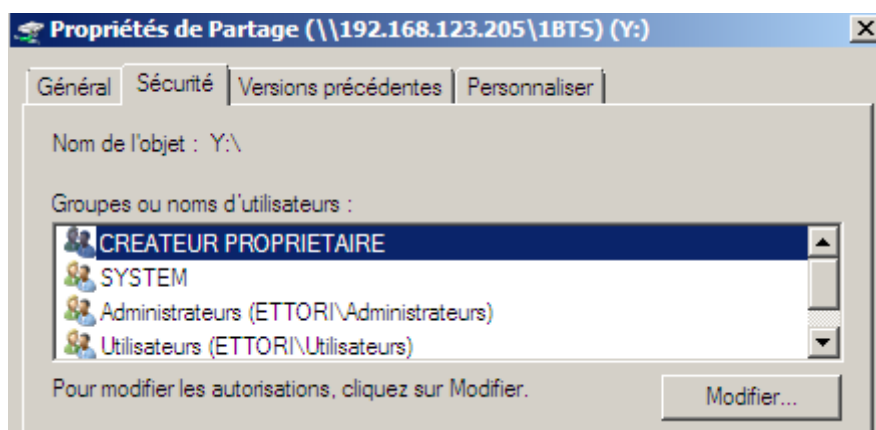 Propriétés de Partage (\\192.168.123.205\1BTS) (Y:)
Général Sécurité Versions précédentes Personnaliser
Nom de l'objet : Y:\
Groupes ou noms d'utilisateurs :
CREATEUR PROPRIETAIRE
SYSTEM
Administrateurs (ETTORI\Administrateurs)
Utilisateurs (ETTORI\Utilisateurs)
Pour modifier les autorisations, cliquez sur Modifier.
Modifier...